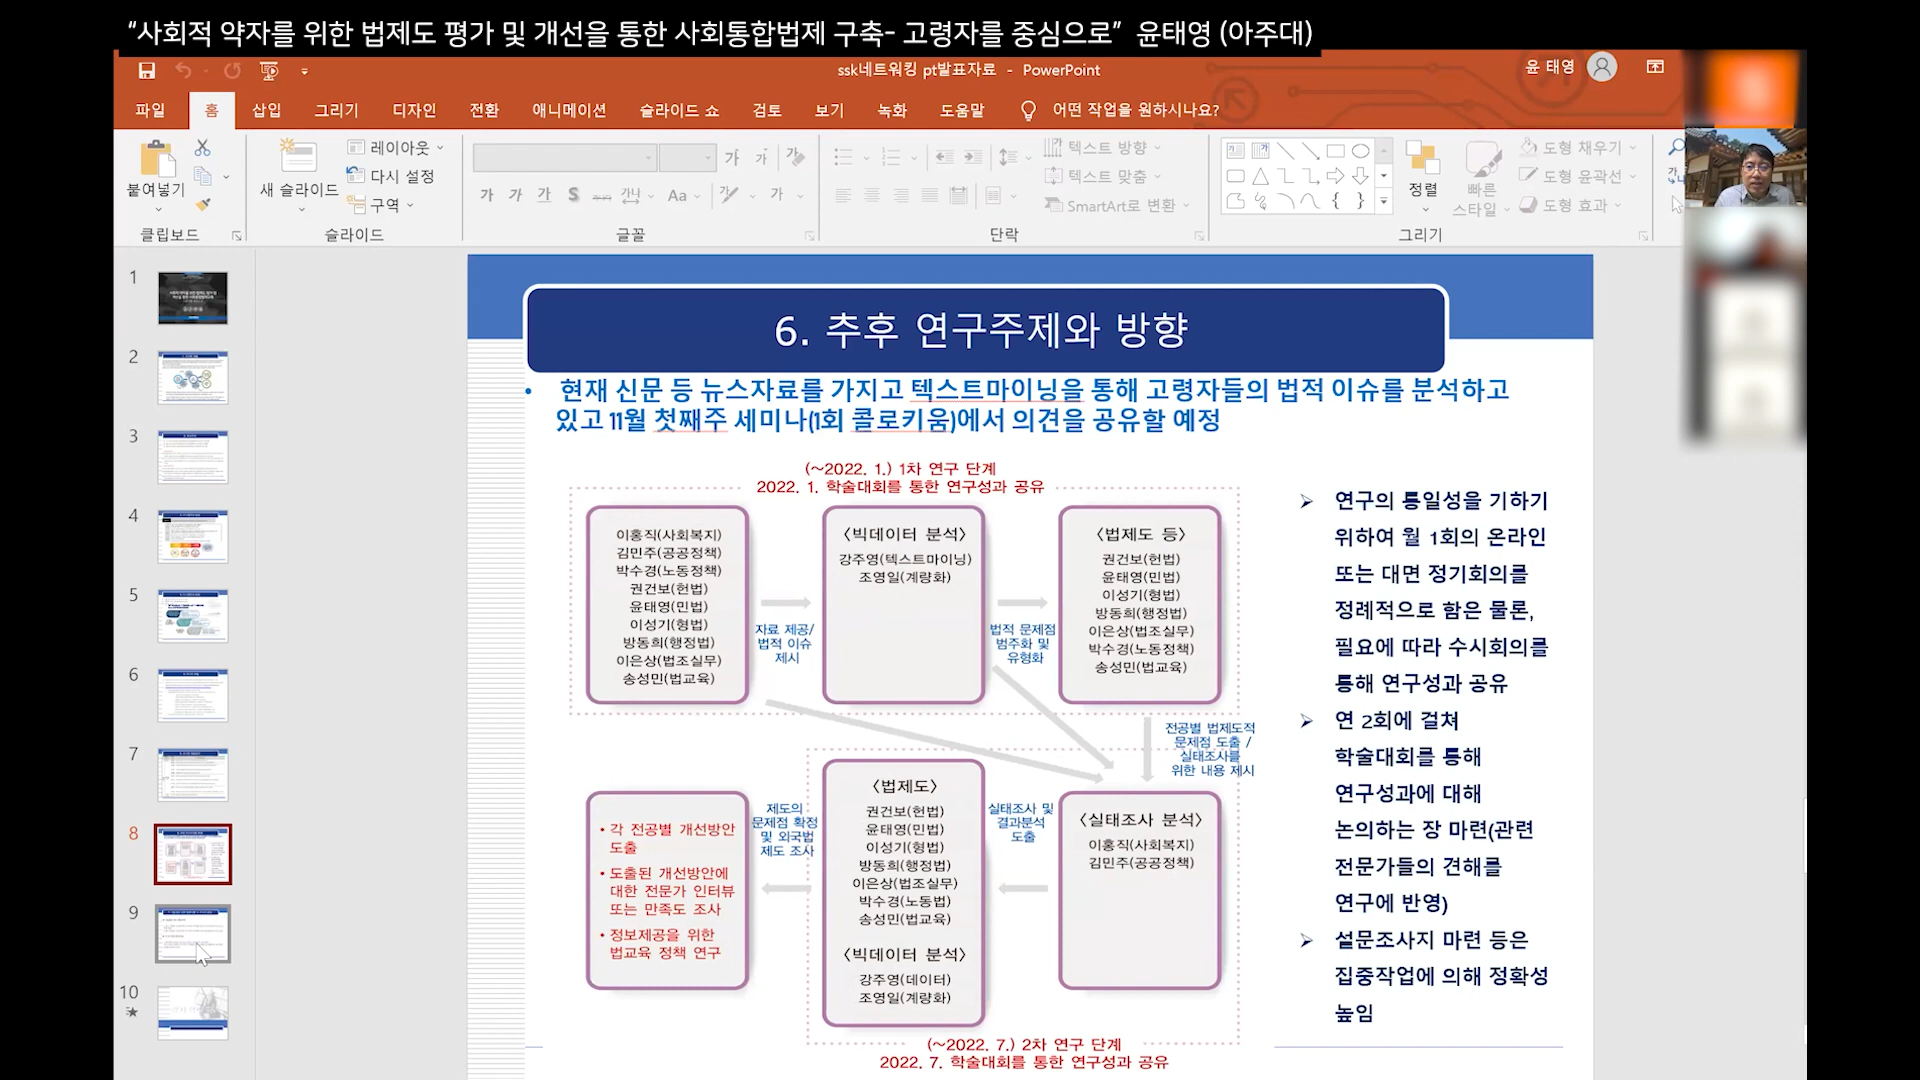 “사회적 약자를 위한 법제도 평가 및 개선을 통한 사회통합법제 구축- 고령자를 중심으로” 윤태영 (아주대)
ssk네트워킹 pt발표자료 - PowerPoint
윤 태영
파일 홈 삽입 그리기 디자인 전환 애니메이션 슬라이드 쇼 검토 보기 녹화 도움말 어떤 작업을 원하시나요?
붙여넣기
클립보드
새 슬라이드
레이아웃
다시 설정
구역
슬라이드
가 가 가 S 가나 Aa 가
글꼴
텍스트 방향
텍스트 맞춤
SmartArt로 변환
단락
정렬
빠른
스타일
도형 채우기
도형 윤곽선
도형 효과
그리기
1
2
3
4
5
6
7
8
9
10
6. 추후 연구주제와 방향
• 현재 신문 등 뉴스자료를 가지고 텍스트마이닝을 통해 고령자들의 법적 이슈를 분석하고
있고 11월 첫째주 세미나(1회 콜로키움)에서 의견을 공유할 예정
(~2022. 1.) 1차 연구 단계
2022. 1. 학술대회를 통한 연구성과 공유
이홍직(사회복지)
김민주(공공정책)
박수경(노동정책)
권건보(헌법)
윤태영(민법)
이성기(형법)
방동희(행정법)
이은상(법조실무)
송성민(법교육)
자료 제공/
법적 이슈
제시
〈빅데이터 분석〉
강주영(텍스트마이닝)
조영일(계량화)
법적 문제점
범주화 및
유형화
〈법제도 등〉
권건보(헌법)
윤태영(민법)
이성기(형법)
방동희(행정법)
이은상(법조실무)
박수경(노동정책)
송성민(법교육)
전공별 법제도적
문제점 도출 /
실태조사를
위한 내용 제시
〈실태조사 분석〉
이홍직(사회복지)
김민주(공공정책)
실태조사 및
결과분석
도출
〈법제도〉
권건보(헌법)
윤태영(민법)
이성기(형법)
방동희(행정법)
이은상(법조실무)
박수경(노동법)
송성민(법교육)
〈빅데이터 분석〉
강주영(데이터)
조영일(계량화)
제도의
문제점 확정
및 외국법
제도 조사
• 각 전공별 개선방안
도출
• 도출된 개선방안에
대한 전문가 인터뷰
또는 만족도 조사
• 정보제공을 위한
법교육 정책 연구
(~2022. 7.) 2차 연구 단계
2022. 7. 학술대회를 통한 연구성과 공유
➢ 연구의 통일성을 기하기
위하여 월 1회의 온라인
또는 대면 정기회의를
정례적으로 함은 물론,
필요에 따라 수시회의를
통해 연구성과 공유
➢ 연 2회에 걸쳐
학술대회를 통해
연구성과에 대해
논의하는 장 마련(관련
전문가들의 견해를
연구에 반영)
➢ 설문조사지 마련 등은
집중작업에 의해 정확성
높임